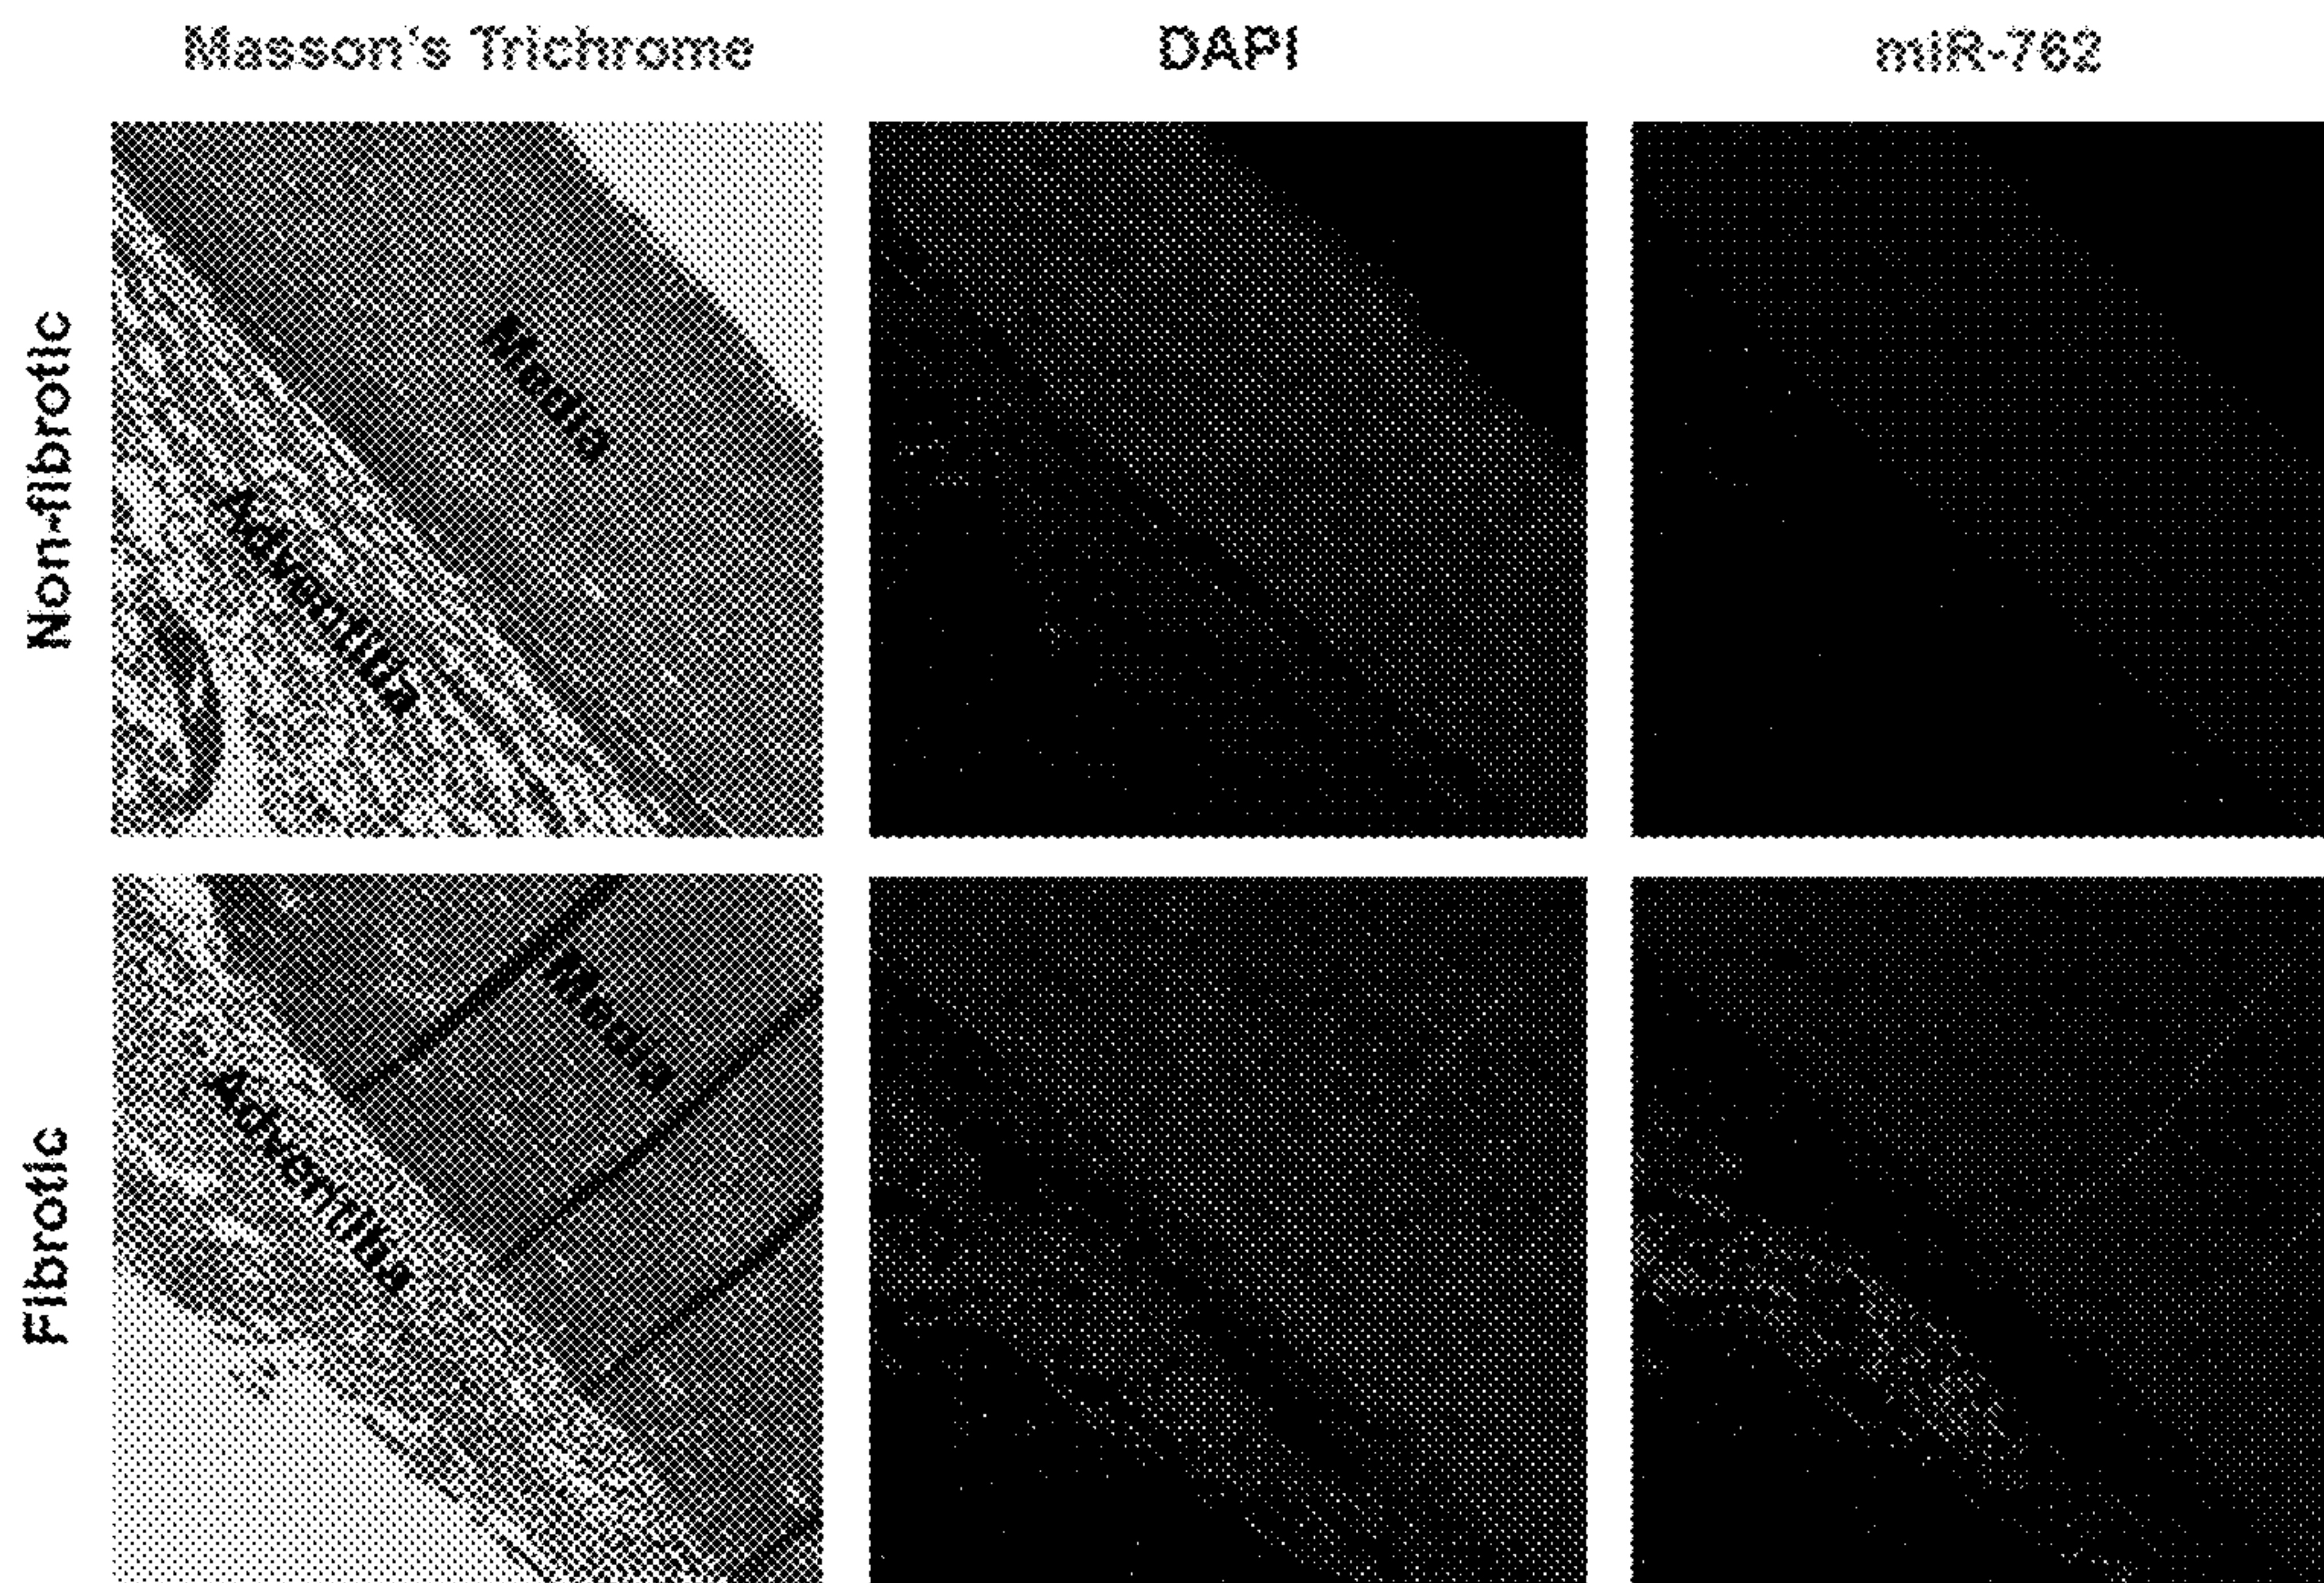 Masson's Trichrome
DAPI
miR-762
Non-fibrotic
Media
Adventitia
Fibrotic
Media
Adventitia